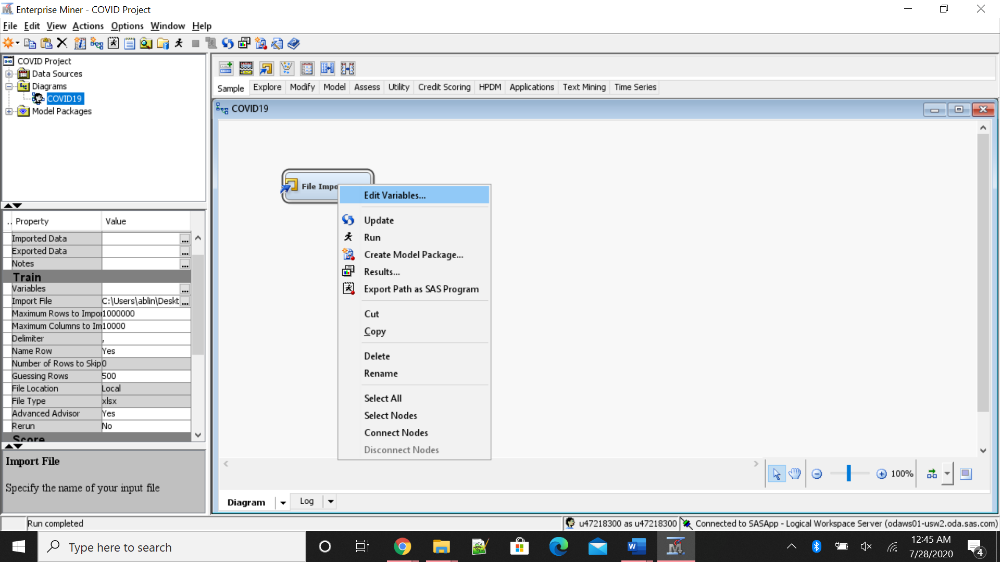 Enterprise Miner - COVID Project
File Edit View Actions Options Window Help
COVID Project
Data Sources
Diagrams
COVID19
Model Packages
Sample Explore Modify Model Assess Utility Credit Scoring HPDM Applications Text Mining Time Series
COVID19
File Impo
Edit Variables...
Update
Run
Create Model Package...
Results...
Export Path as SAS Program
Cut
Copy
Delete
Rename
Select All
Select Nodes
Connect Nodes
Disconnect Nodes
.. Property Value
Imported Data ...
Exported Data ...
Notes ...
Train
Variables ...
Import File C:\Users\ablin\Deskt ...
Maximum Rows to Impor 1000000
Maximum Columns to Im 10000
Delimiter ,
Name Row Yes
Number of Rows to Skip 0
Guessing Rows 500
File Location Local
File Type xlsx
Advanced Advisor Yes
Rerun No
Score
Import File
Specify the name of your input file
100%
Diagram Log
Run completed
u47218300 as u47218300 Connected to SASApp - Logical Workspace Server (odaws01-usw2.oda.sas.com)
Type here to search
12:45 AM
7/28/2020
4